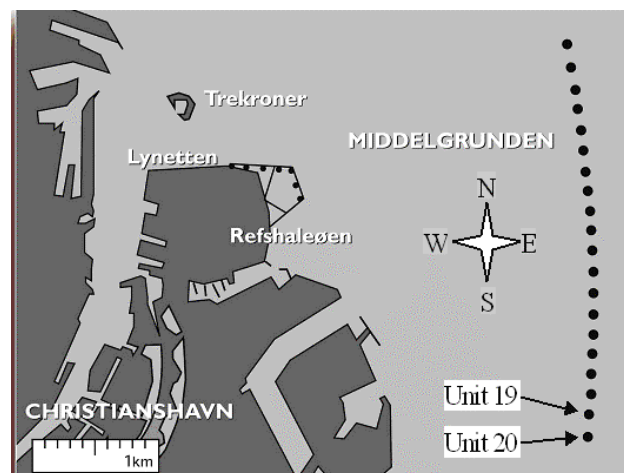 Trekroner
MIDDELGRUNDEN
Lynetten
N
Refshaleøen
W E
S
Unit 19
CHRISTIANSHAVN
Unit 20
1km